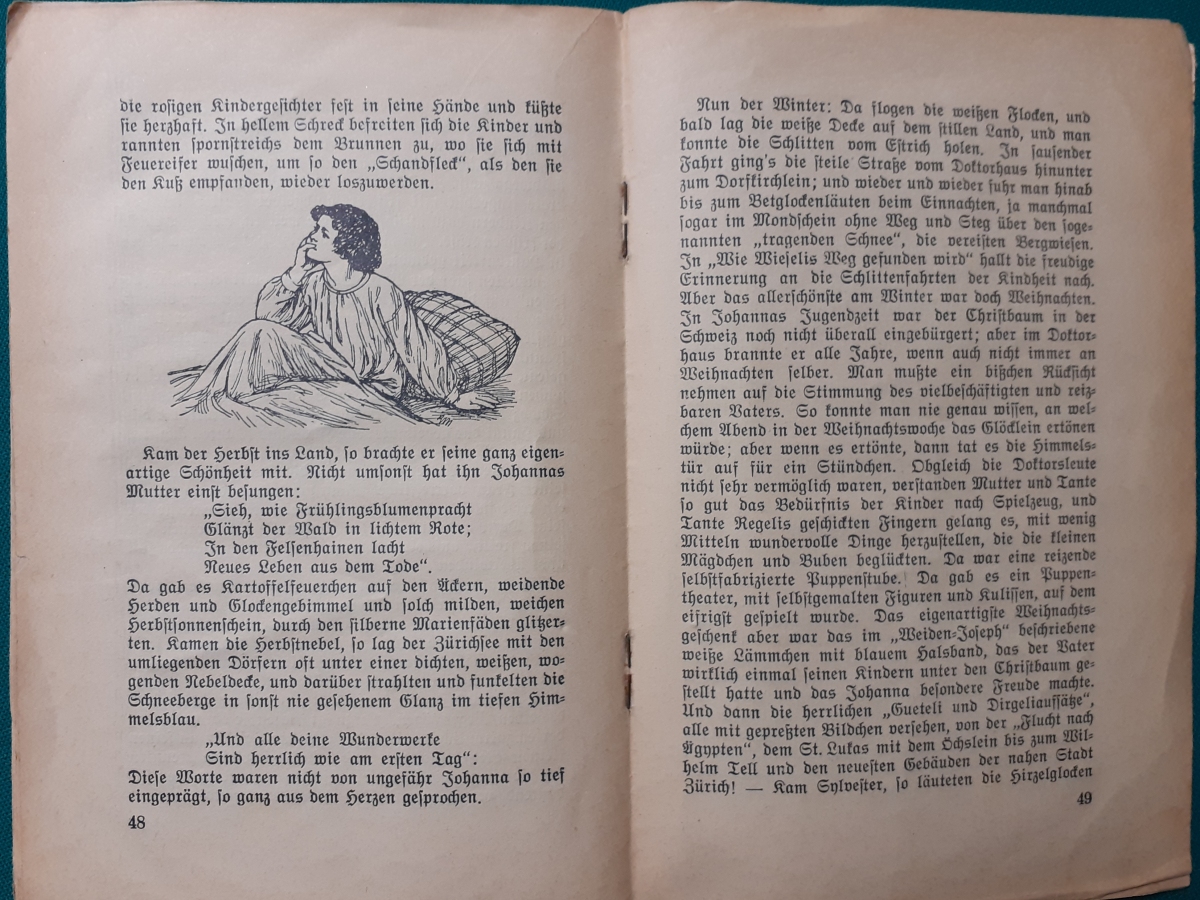 die rosigen Kindergesichter fest in seine Hände und küßte
sie herzhaft. In hellem Schreck befreiten sich die Kinder und
rannten spornstreichs dem Brunnen zu, wo sie sich mit
Feuereifer wuschen, um so den „Schandfleck“, als den sie
den Kuß empfanden, wieder loszuwerden.
Kam der Herbst ins Land, so brachte er seine ganz eigen=
artige Schönheit mit. Nicht umsonst hat ihn Johannas
Mutter einst besungen:
„Sieh, wie Frühlingsblumenpracht
Glänzt der Wald in lichtem Rote;
In den Felsenhainen lacht
Neues Leben aus dem Tode“.
Da gab es Kartoffelfeuerchen auf den Äckern, weidende
Herden und Glockengebimmel und solch milden, weichen
Herbstsonnenschein, durch den silberne Marienfäden glitzer=
ten. Kamen die Herbstnebel, so lag der Zürichsee mit den
umliegenden Dörfern oft unter einer dichten, weißen, wo=
genden Nebeldecke, und darüber strahlten und funkelten die
Schneeberge in sonst nie gesehenem Glanz im tiefen Him=
melsblau.
„Und alle deine Wunderwerke
Sind herrlich wie am ersten Tag“:
Diese Worte waren nicht von ungefähr Johanna so tief
eingeprägt, so ganz aus dem Herzen gesprochen.
48
Nun der Winter: Da flogen die weißen Flocken, und
bald lag die weiße Decke auf dem stillen Land, und man
konnte die Schlitten vom Estrich holen. In sausender
Fahrt ging's die steile Straße vom Doktorhaus hinunter
zum Dorfkirchlein; und wieder und wieder fuhr man hinab
bis zum Betglockenläuten beim Einnachten, ja manchmal
sogar im Mondschein ohne Weg und Steg über den soge=
nannten „tragenden Schnee“, die vereisten Bergwiesen.
In „Wie Wieselis Weg gefunden wird“ hallt die freudige
Erinnerung an die Schlittenfahrten der Kindheit nach.
Aber das allerschönste am Winter war doch Weihnachten.
In Johannas Jugendzeit war der Christbaum in der
Schweiz noch nicht überall eingebürgert; aber im Doktor=
haus brannte er alle Jahre, wenn auch nicht immer an
Weihnachten selber. Man mußte ein bißchen Rücksicht
nehmen auf die Stimmung des vielbeschäftigten und reiz=
baren Vaters. So konnte man nie genau wissen, an wel=
chem Abend in der Weihnachtswoche das Glöcklein ertönen
würde; aber wenn es ertönte, dann tat es die Himmels=
tür auf für ein Stündchen. Obgleich die Doktorsleute
nicht sehr vermöglich waren, verstanden Mutter und Tante
so gut das Bedürfnis der Kinder nach Spielzeug, und
Tante Regelis geschickten Fingern gelang es, mit wenig
Mitteln wundervolle Dinge herzustellen, die die kleinen
Mägdchen und Buben beglückten. Da war eine reizende
selbstfabrizierte Puppenstube. Da gab es ein Puppen=
theater, mit selbstgemalten Figuren und Kulissen, auf dem
eifrigst gespielt wurde. Das eigenartigste Weihnachts=
geschenk aber war das im „Weiden-Joseph“ beschriebene
weiße Lämmchen mit blauem Halsband, das der Vater
wirklich einmal seinen Kindern unter den Christbaum ge=
stellt hatte und das Johanna besondere Freude machte.
Und dann die herrlichen „Gueteli und Dirgeliaufsätze“,
alle mit gepreßten Bildchen versehen, von der „Flucht nach
Ägypten“, dem St. Lukas mit dem Öchslein bis zum Wil=
helm Tell und den neuesten Gebäuden der nahen Stadt
Zürich! — Kam Sylvester, so läuteten die Hirzelglocken
49